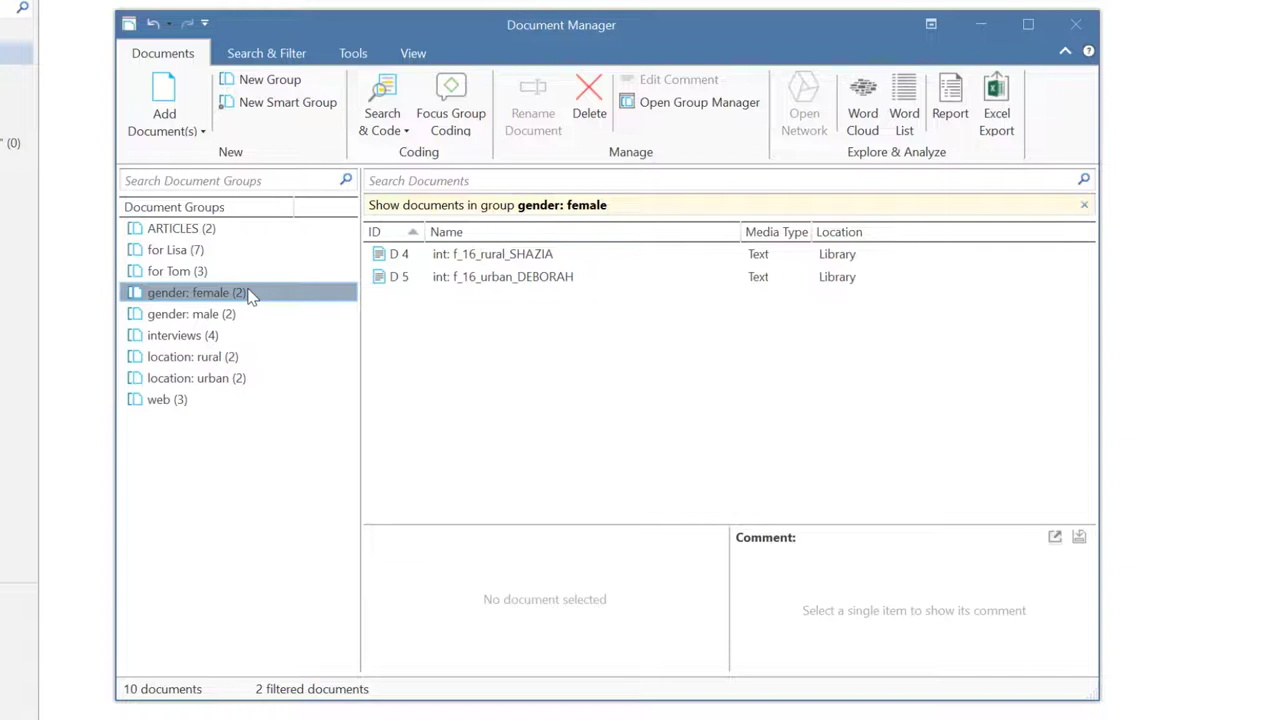 Document Manager
Documents
Search & Filter
Tools
View
Add
Document(s)
New Group
New Smart Group
New
Search
& Code
Focus Group
Coding
Coding
Rename
Document
Delete
Edit Comment
Open Group Manager
Manage
Open
Network
Word
Cloud
Word
List
Report
Excel
Export
Explore & Analyze
" (0)
Search Document Groups
Search Documents
Document Groups
Show documents in group gender: female
ID
Name
Media Type
Location
ARTICLES (2)
for Lisa (7)
for Tom (3)
gender: female (2)
gender: male (2)
interviews (4)
location: rural (2)
location: urban (2)
web (3)
D 4 int: f_16_rural_SHAZIA Text Library
D 5 int: f_16_urban_DEBORAH Text Library
No document selected
Comment:
Select a single item to show its comment
10 documents
2 filtered documents